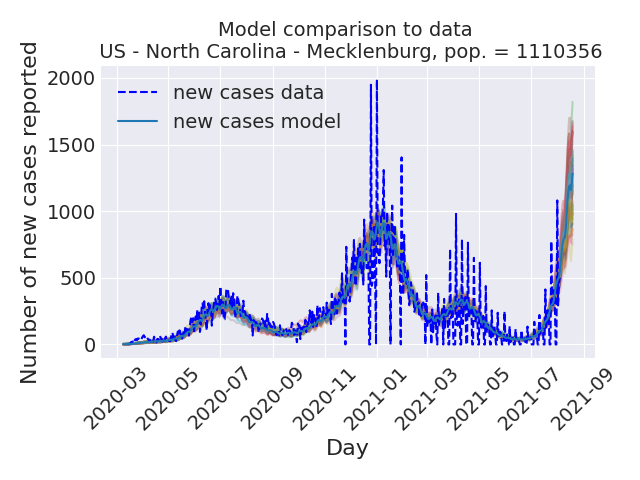 Model comparison to data
US - North Carolina - Mecklenburg, pop. = 1110356
new cases data
new cases model
Number of new cases reported
2000
1500
1000
500
0
2020-03
2020-05
2020-07
2020-09
2020-11
2021-01
2021-03
2021-05
2021-07
2021-09
Day